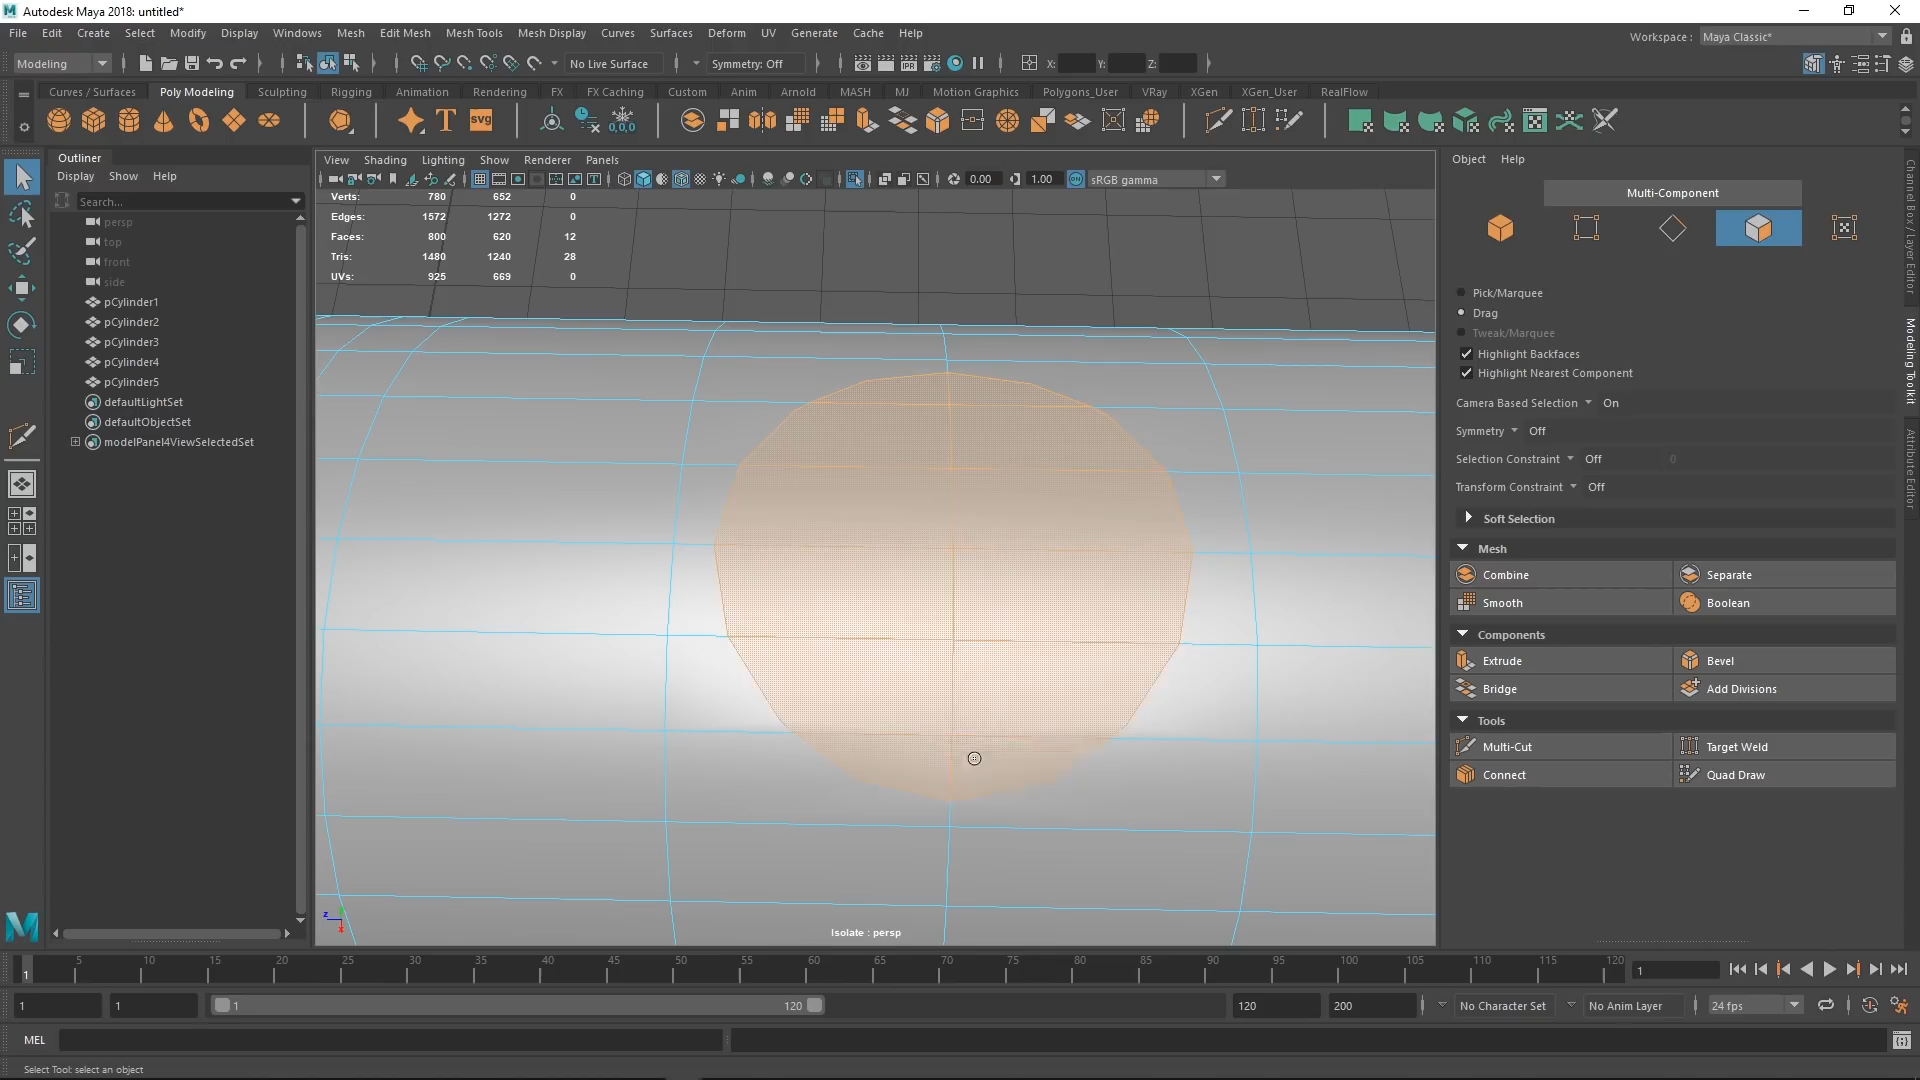 Autodesk Maya 2018: untitled*
File Edit Create Select Modify Display Windows Mesh Edit Mesh Mesh Tools Mesh Display Curves Surfaces Deform UV Generate Cache Help
Workspace : Maya Classic*
Modeling No Live Surface Symmetry: Off X: Y: Z:
Curves / Surfaces Poly Modeling Sculpting Rigging Animation Rendering FX FX Caching Custom Anim Arnold MASH MJ Motion Graphics Polygons_User VRay XGen XGen_User RealFlow
T svg 0,0,0
Outliner
Display Show Help
Search...
persp
top
front
side
pCylinder1
pCylinder2
pCylinder3
pCylinder4
pCylinder5
defaultLightSet
defaultObjectSet
modelPanel4ViewSelectedSet
View Shading Lighting Show Renderer Panels
0.00 1.00 ON sRGB gamma
Verts: 780 652 0
Edges: 1572 1272 0
Faces: 800 620 12
Tris: 1480 1240 28
UVs: 925 669 0
z
x
Isolate : persp
Object Help
Multi-Component
Pick/Marquee
Drag
Tweak/Marquee
Highlight Backfaces
Highlight Nearest Component
Camera Based Selection On
Symmetry Off
Selection Constraint Off 0
Transform Constraint Off
Soft Selection
Mesh
Combine Separate
Smooth Boolean
Components
Extrude Bevel
Bridge Add Divisions
Tools
Multi-Cut Target Weld
Connect Quad Draw
Channel Box / Layer Editor
Modeling Toolkit
Attribute Editor
5 10 15 20 25 30 35 40 45 50 55 60 65 70 75 80 85 90 95 100 105 110 115 120
1 1
1 1 1 120 120 200 No Character Set No Anim Layer 24 fps
MEL
Select Tool: select an object